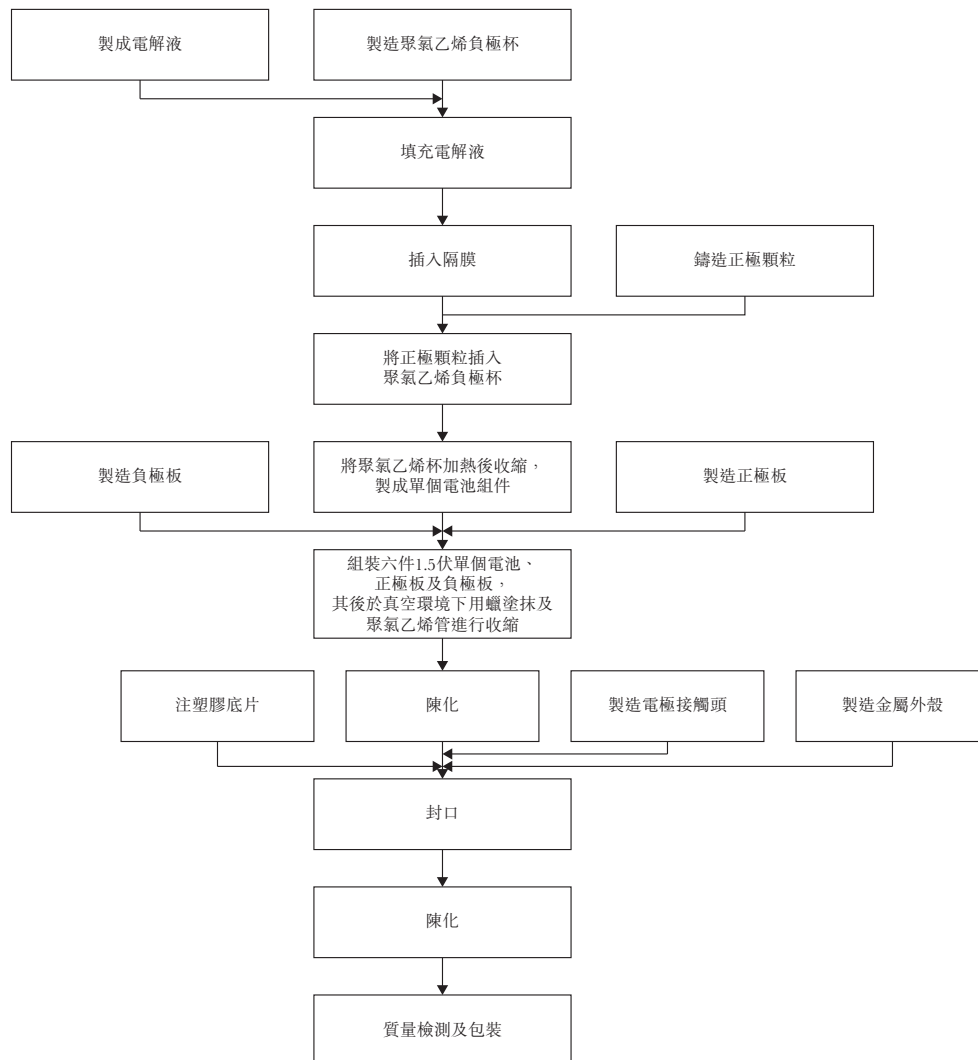 製成電解液
製造聚氯乙烯負極杯
填充電解液
插入隔膜
鑄造正極顆粒
將正極顆粒插入
聚氯乙烯負極杯
製造負極板
將聚氯乙烯杯加熱後收縮，
製成單個電池組件
製造正極板
組裝六件1.5伏單個電池、
正極板及負極板，
其後於真空環境下用蠟塗抹及
聚氯乙烯管進行收縮
注塑膠底片
陳化
製造電極接觸頭
製造金屬外殼
封口
陳化
質量檢測及包裝